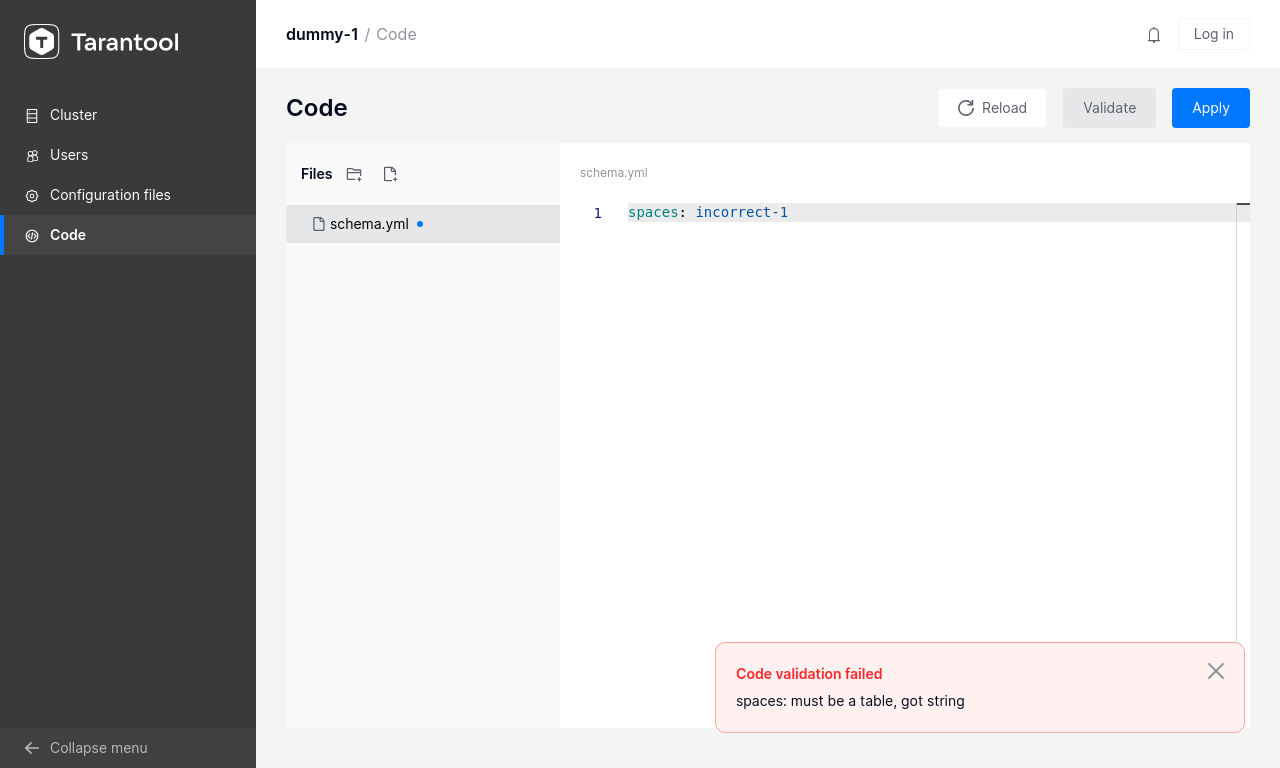 Tarantool
Cluster
Users
Configuration files
Code
Collapse menu
dummy-1 / Code
Log in
Code
Reload
Validate
Apply
Files
schema.yml
schema.yml
1 spaces: incorrect-1
Code validation failed
spaces: must be a table, got string